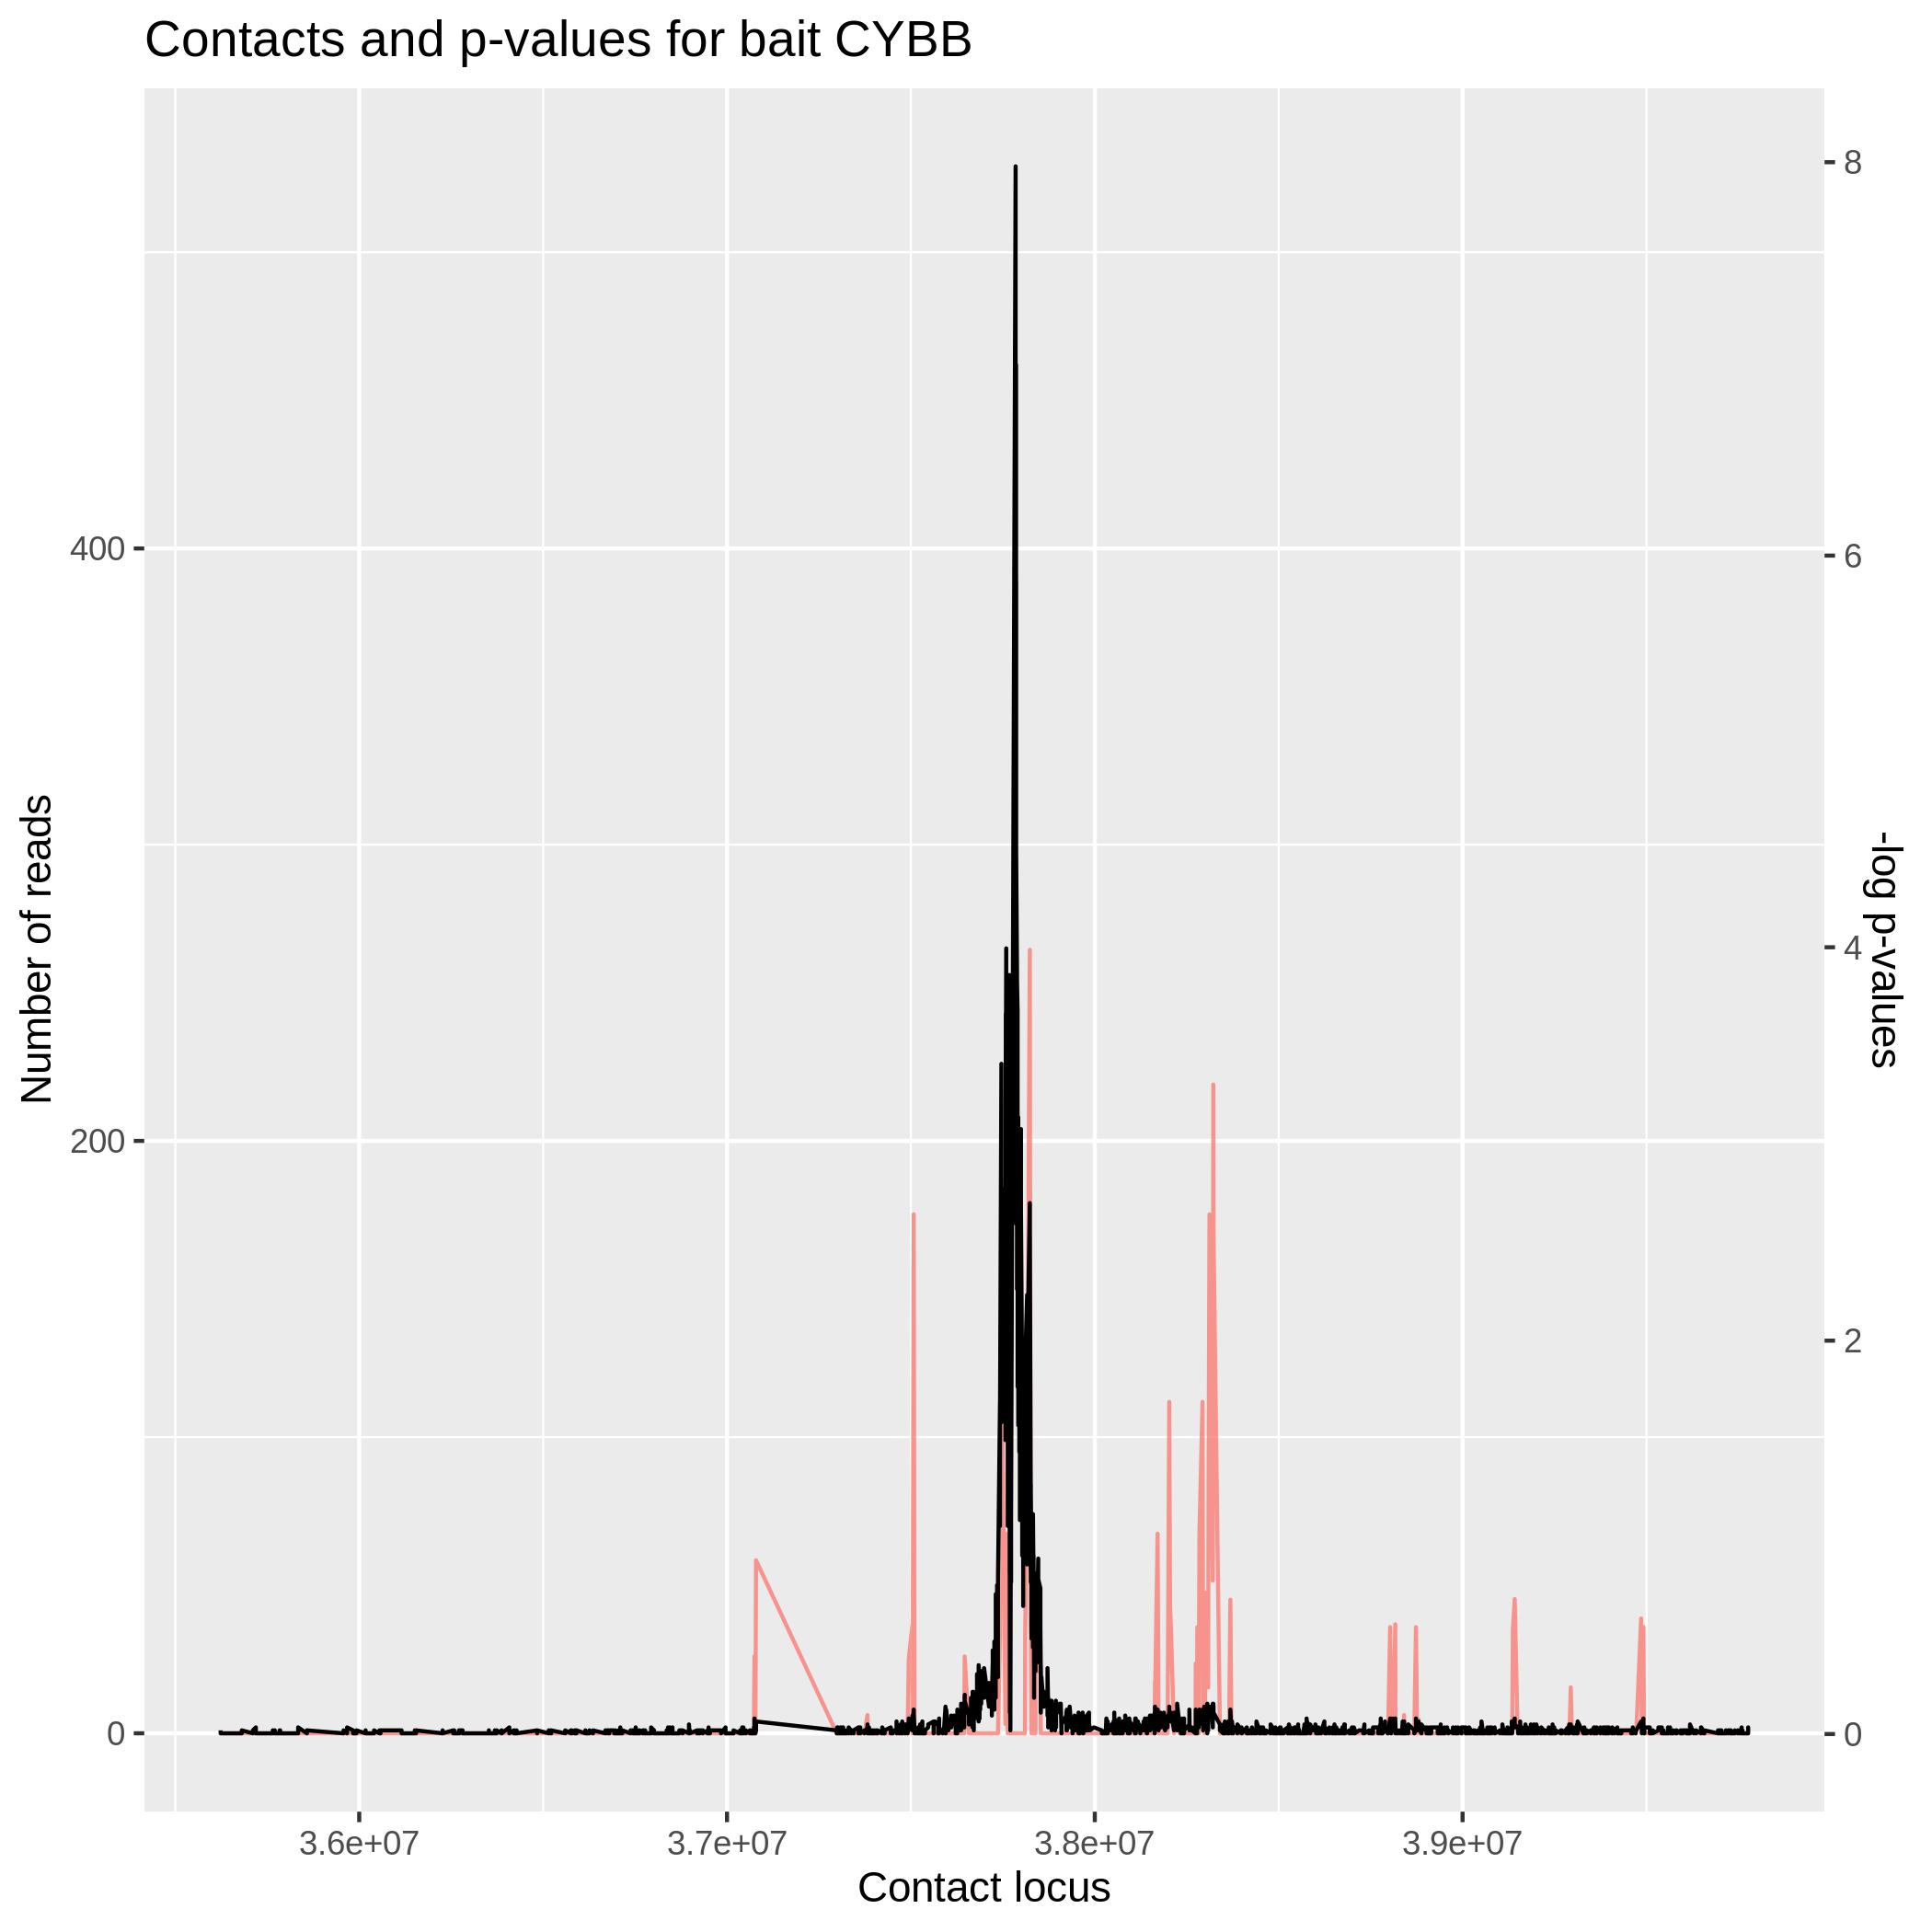 Contacts and p-values for bait CYBB
Number of reads
400
200
0
8
6
4
2
0
-log p-values
3.6e+07
3.7e+07
3.8e+07
3.9e+07
Contact locus